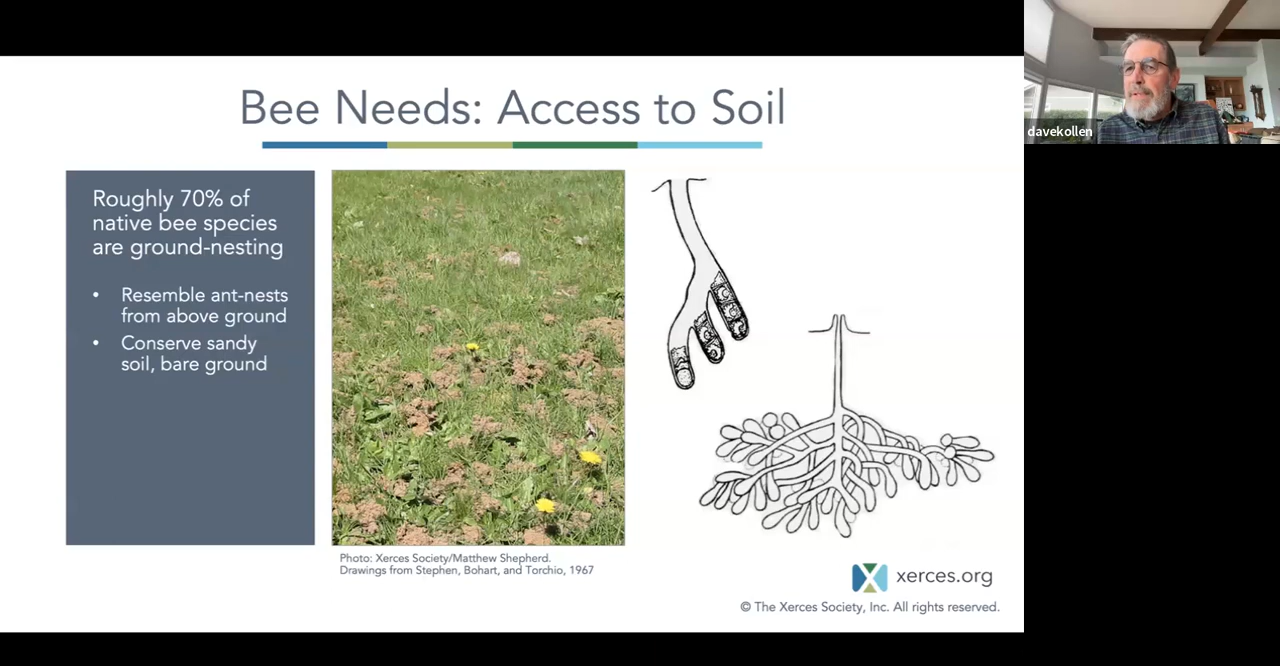 Bee Needs: Access to Soil
Roughly 70% of
native bee species
are ground-nesting
• Resemble ant-nests
from above ground
• Conserve sandy
soil, bare ground
Photo: Xerces Society/Matthew Shepherd.
Drawings from Stephen, Bohart, and Torchio, 1967
xerces.org
© The Xerces Society, Inc. All rights reserved.
davekollen